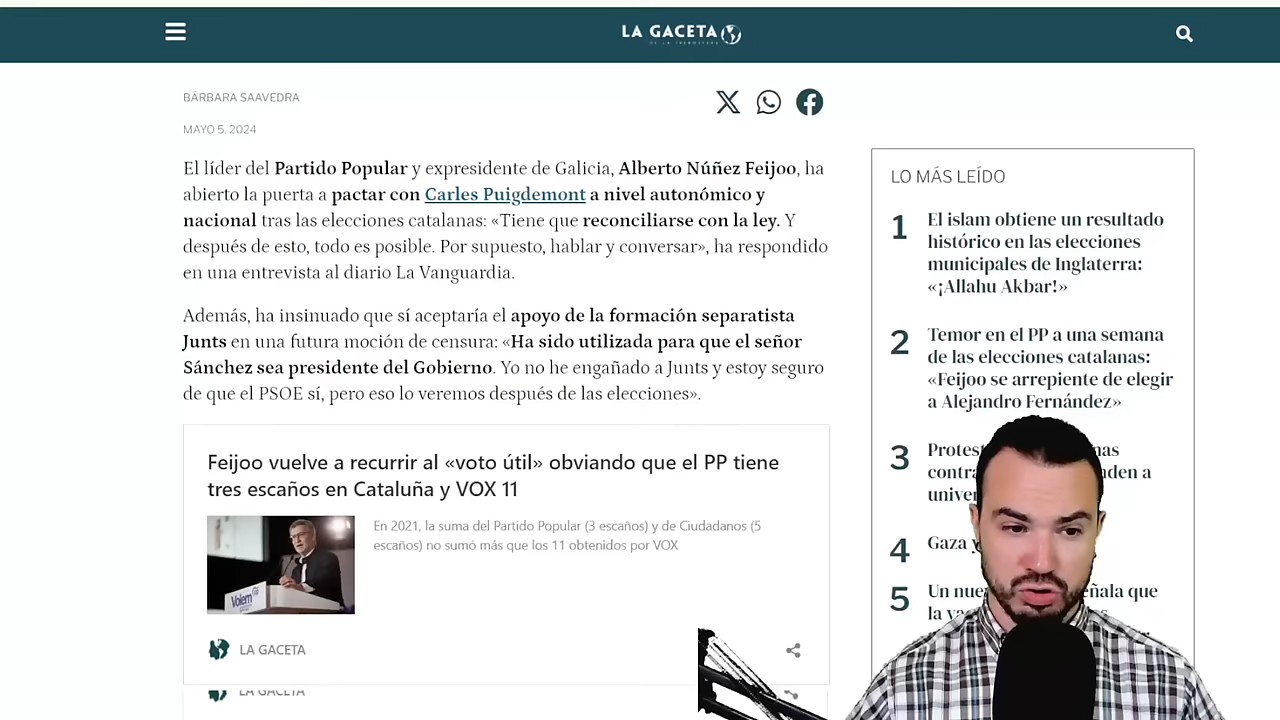 LA GACETA
BÁRBARA SAAVEDRA
MAYO 5, 2024
El líder del Partido Popular y expresidente de Galicia, Alberto Núñez Feijoo, ha
abierto la puerta a pactar con Carles Puigdemont a nivel autonómico y
nacional tras las elecciones catalanas: «Tiene que reconciliarse con la ley. Y
después de esto, todo es posible. Por supuesto, hablar y conversar», ha respondido
en una entrevista al diario La Vanguardia.
Además, ha insinuado que sí aceptaría el apoyo de la formación separatista
Junts en una futura moción de censura: «Ha sido utilizada para que el señor
Sánchez sea presidente del Gobierno. Yo no he engañado a Junts y estoy seguro
de que el PSOE sí, pero eso lo veremos después de las elecciones».
Feijoo vuelve a recurrir al «voto útil» obviando que el PP tiene
tres escaños en Cataluña y VOX 11
En 2021, la suma del Partido Popular (3 escaños) y de Ciudadanos (5
escaños) no sumó más que los 11 obtenidos por VOX
Volem
LA GACETA
LA GACETA
LO MÁS LEÍDO
1 El islam obtiene un resultado
histórico en las elecciones
municipales de Inglaterra:
«¡Allahu Akbar!»
2 Temor en el PP a una semana
de las elecciones catalanas:
«Feijoo se arrepiente de elegir
a Alejandro Fernández»
3
4 Gaza
5 Un
que
la